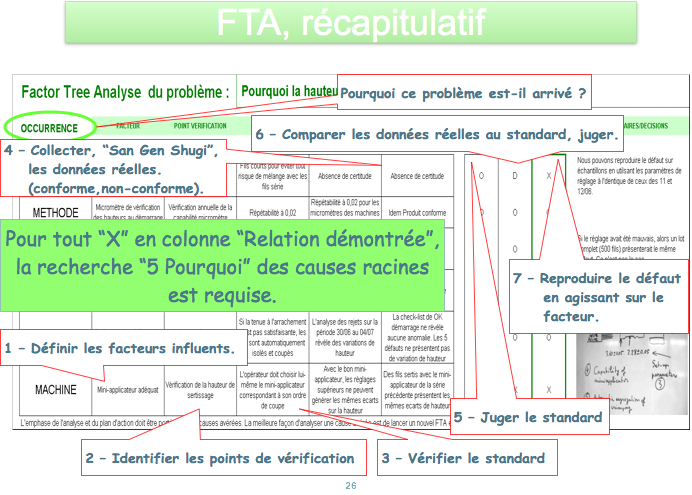 FTA, récapitulatif
Factor Tree Analyse du problème :
Pourquoi la hauteu
Pourquoi ce problème est-il arrivé ?
OCCURRENCE
FACTEUR
POINT VERIFICATION
AIRES/DECISIONS
6 – Comparer les données réelles au standard, juger.
4 – Collecter, “San Gen Shugi”,
les données réelles.
(conforme,non-conforme).
Fils courts pour éviter tout
risque de mélange avec les
fils série
Absence de certitude
Absence de certitude
O
D
X
Nous pouvons reproduire le défaut sur
échantillons en utilisant les paramètres de
réglage à l'identique de ceux des 11 et
12/08.
METHODE
Micromètre de vérification
des hauteurs au démarrage
Vérification annuelle de la
capabilité micromètre
Répétabilité à 0,02
Répétabilité à 0,02 pour les
micromètres des machines
Idem Produit conforme
O
O
Si le réglage avait été mauvais, alors un lot
complet (500 fils) présenterait le même
Pour tout “X” en colonne “Relation démontrée”,
la recherche “5 Pourquoi” des causes racines
est requise.
7 – Reproduire le défaut
en agissant sur le
facteur.
Si la tenue à l'arrachement
est pas satisfaisante, les
sont automatiquement
isolés et coupés
L'analyse des rejets sur la
période 30/06 au 04/07
révèle des variations de
hauteur
La check-list de OK
démarrage ne révèle
aucune anomalie. Les 5
défauts ne présentent pas
de variation de hauteur
O
O
1 – Définir les facteurs influents.
MACHINE
Mini-applicateur adéquat
Vérification de la hauteur de
sertissage
L'opérateur doit choisir lui-
même le mini-applicateur
correspondant à son ordre
de coupe
Avec le bon mini-
applicateur, les réglages
supérieurs ne peuvent
générer les mêmes écarts
sur la hauteur
Des fils sertis avec le mini-
applicateur de la série
précédente présentent les
mêmes écarts de hauteur
X
X
Capability of
miniapplicator
Set-up
parameters
5 – Juger le standard
L'emphase de l'analyse et du plan d'action doit être
causes avérées. La meilleure façon d'analyser une cause
est de lancer un nouvel FTA
2 – Identifier les points de vérification
3 – Vérifier le standard
26